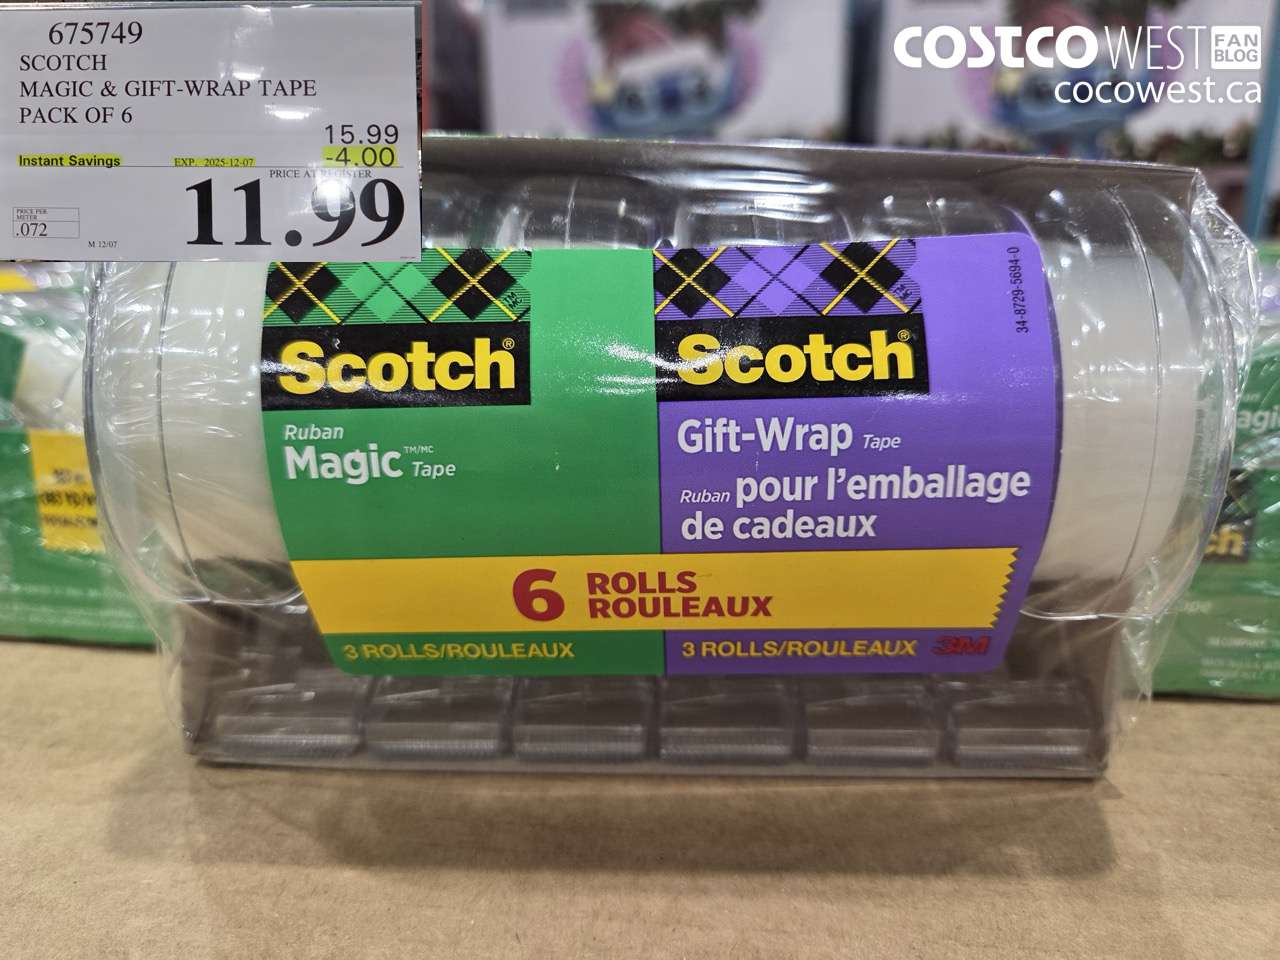 675749
SCOTCH
MAGIC & GIFT-WRAP TAPE
PACK OF 6
15.99
Instant Savings EXP. 2025-12-07 -4.00
PRICE AT REGISTER
11.99
PRICE PER
METER
.072
M 12/07
COSTCO WEST FAN BLOG
cocowest.ca
Scotch®
Ruban
Magic TM/MC Tape
3 ROLLS/ROULEAUX
Scotch®
34-8729-5694-0
Gift-Wrap Tape
Ruban pour l'emballage
de cadeaux
6 ROLLS
ROULEAUX
3 ROLLS/ROULEAUX 3M